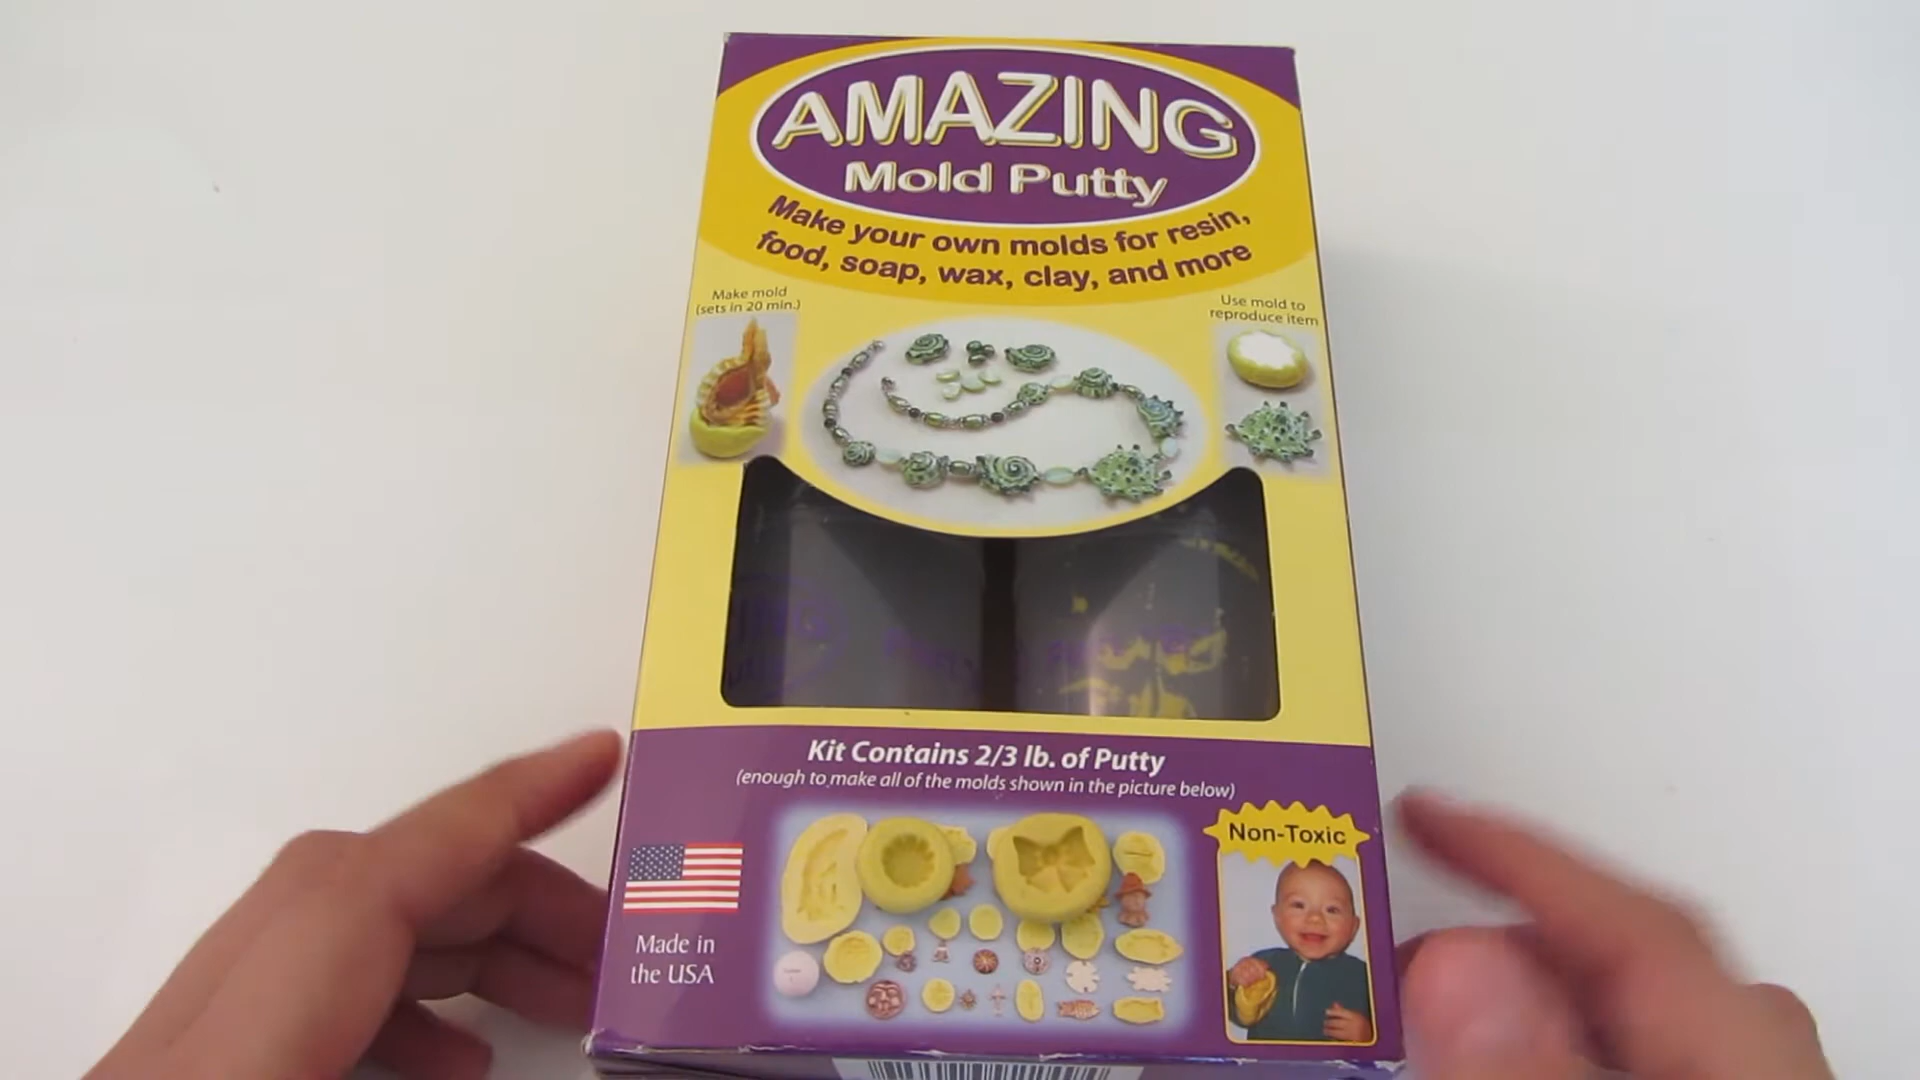 AMAZING
Mold Putty
Make your own molds for resin,
food, soap, wax, clay, and more
Make mold
(sets in 20 min.)
Use mold to
reproduce item
Kit Contains 2/3 lb. of Putty
(enough to make all of the molds shown in the picture below)
Non-Toxic
Made in
the USA